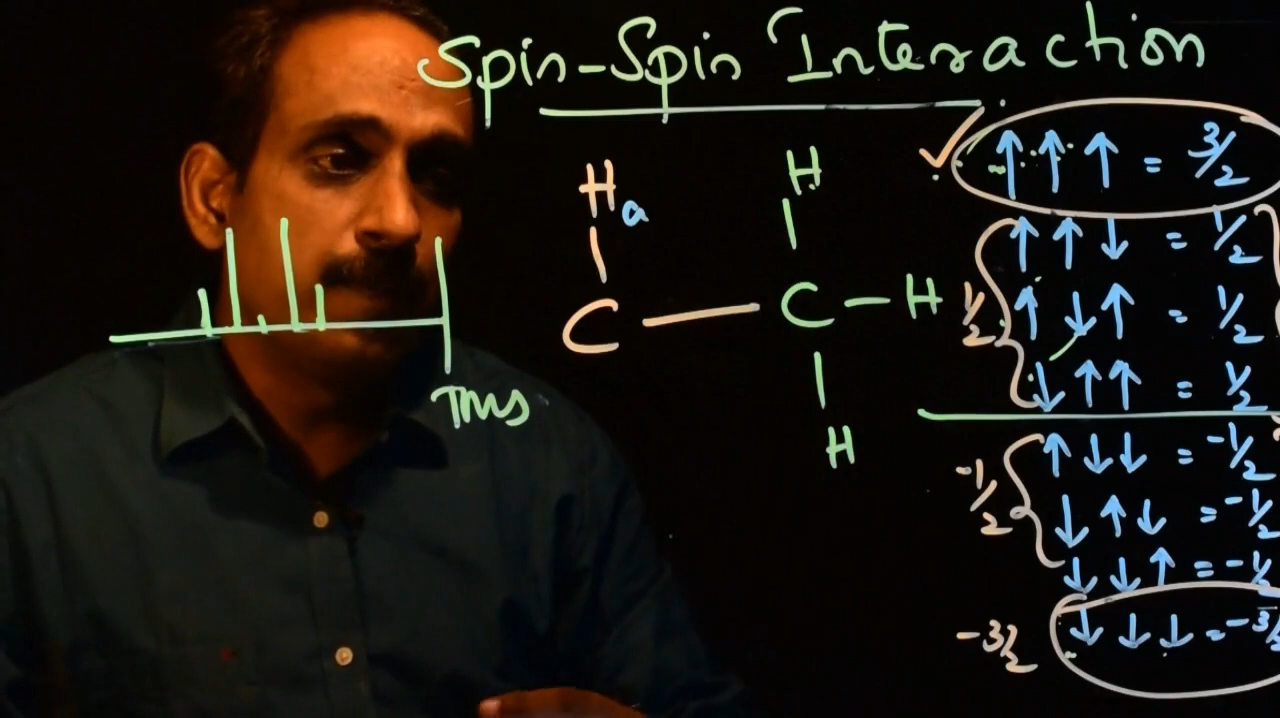 Spin-Spin Interaction
H
a
C — C — H
H
H
TMS
↑ ↑ ↑ = 3/2
↑ ↑ ↓ = 1/2
↑ ↓ ↑ = 1/2
↓ ↑ ↑ = 1/2
1/2
↑ ↓ ↓ = -1/2
↓ ↑ ↓ = -1/2
↓ ↓ ↑ = -1/2
-1/2
↓ ↓ ↓ = -3/2
-3/2